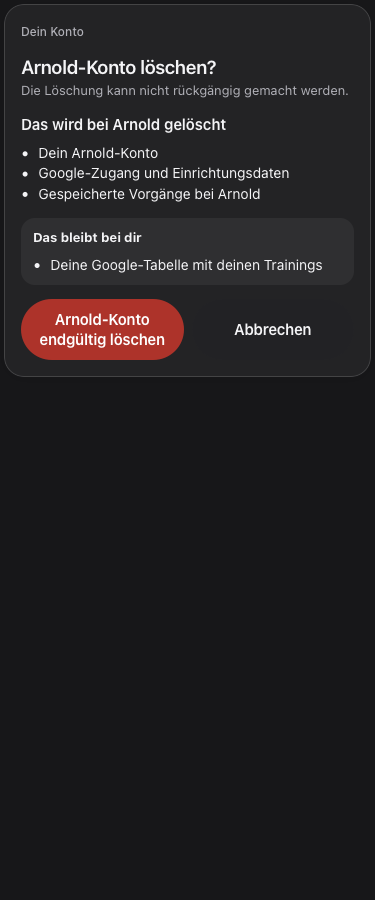 Dein Konto
Arnold-Konto löschen?
Die Löschung kann nicht rückgängig gemacht werden.
Das wird bei Arnold gelöscht
• Dein Arnold-Konto
• Google-Zugang und Einrichtungsdaten
• Gespeicherte Vorgänge bei Arnold
Das bleibt bei dir
• Deine Google-Tabelle mit deinen Trainings
Arnold-Konto
endgültig löschen
Abbrechen